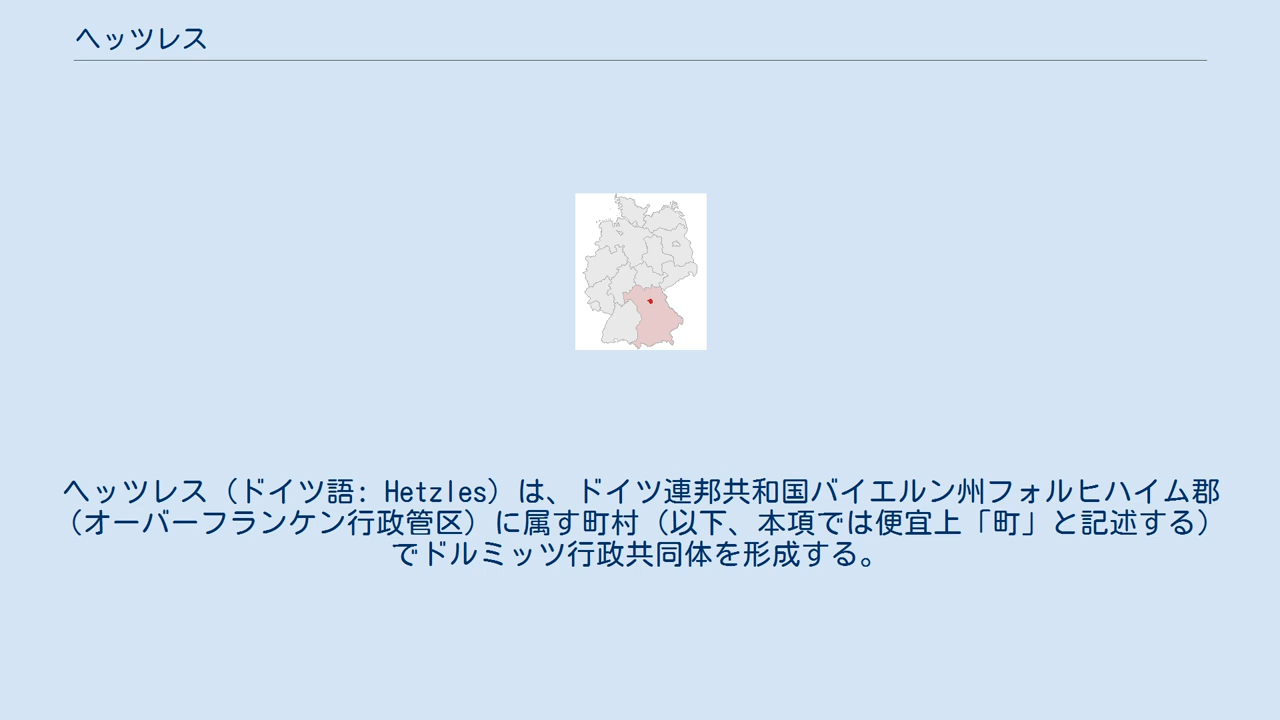 ヘッツレス
ヘッツレス（ドイツ語: Hetzles）は、ドイツ連邦共和国バイエルン州フォルヒハイム郡
（オーバーフランケン行政管区）に属す町村（以下、本項では便宜上「町」と記述する）
でドルミッツ行政共同体を形成する。